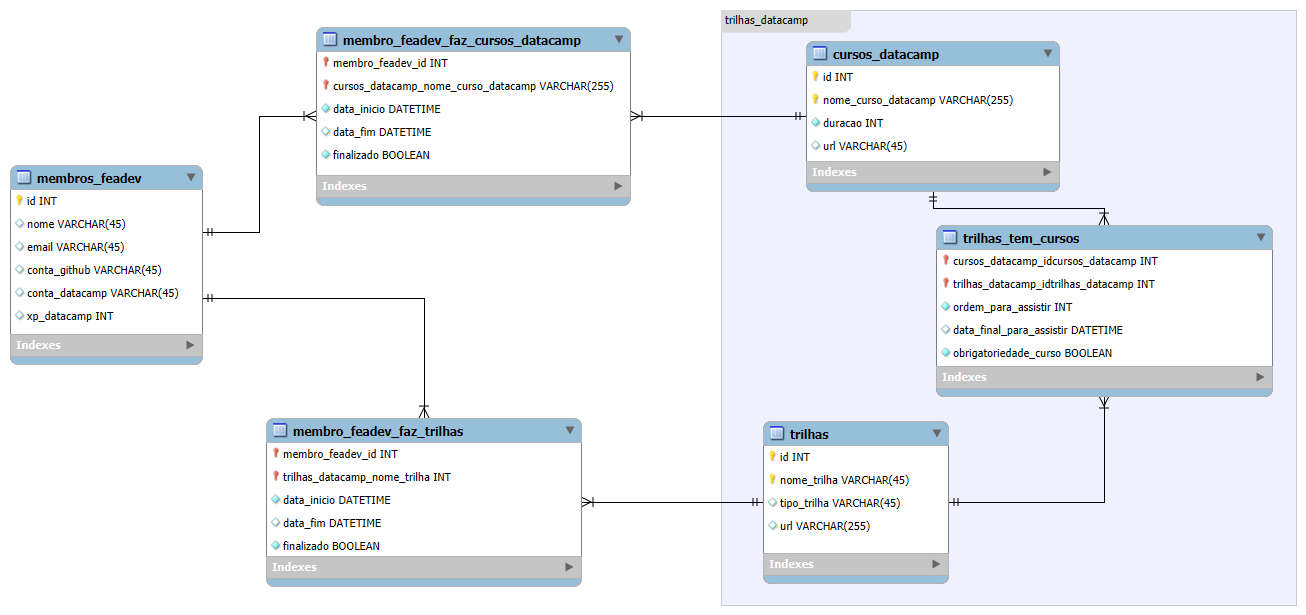 trilhas_datacamp
membro_feadev_faz_cursos_datacamp
membro_feadev_id INT
cursos_datacamp_nome_curso_datacamp VARCHAR(255)
data_inicio DATETIME
data_fim DATETIME
finalizado BOOLEAN
Indexes
cursos_datacamp
id INT
nome_curso_datacamp VARCHAR(255)
duracao INT
url VARCHAR(45)
Indexes
membros_feadev
id INT
nome VARCHAR(45)
email VARCHAR(45)
conta_github VARCHAR(45)
conta_datacamp VARCHAR(45)
xp_datacamp INT
Indexes
trilhas_tem_cursos
cursos_datacamp_idcursos_datacamp INT
trilhas_datacamp_idtrilhas_datacamp INT
ordem_para_assistir INT
data_final_para_assistir DATETIME
obrigatoriedade_curso BOOLEAN
Indexes
membro_feadev_faz_trilhas
membro_feadev_id INT
trilhas_datacamp_nome_trilha INT
data_inicio DATETIME
data_fim DATETIME
finalizado BOOLEAN
Indexes
trilhas
id INT
nome_trilha VARCHAR(45)
tipo_trilha VARCHAR(45)
url VARCHAR(255)
Indexes